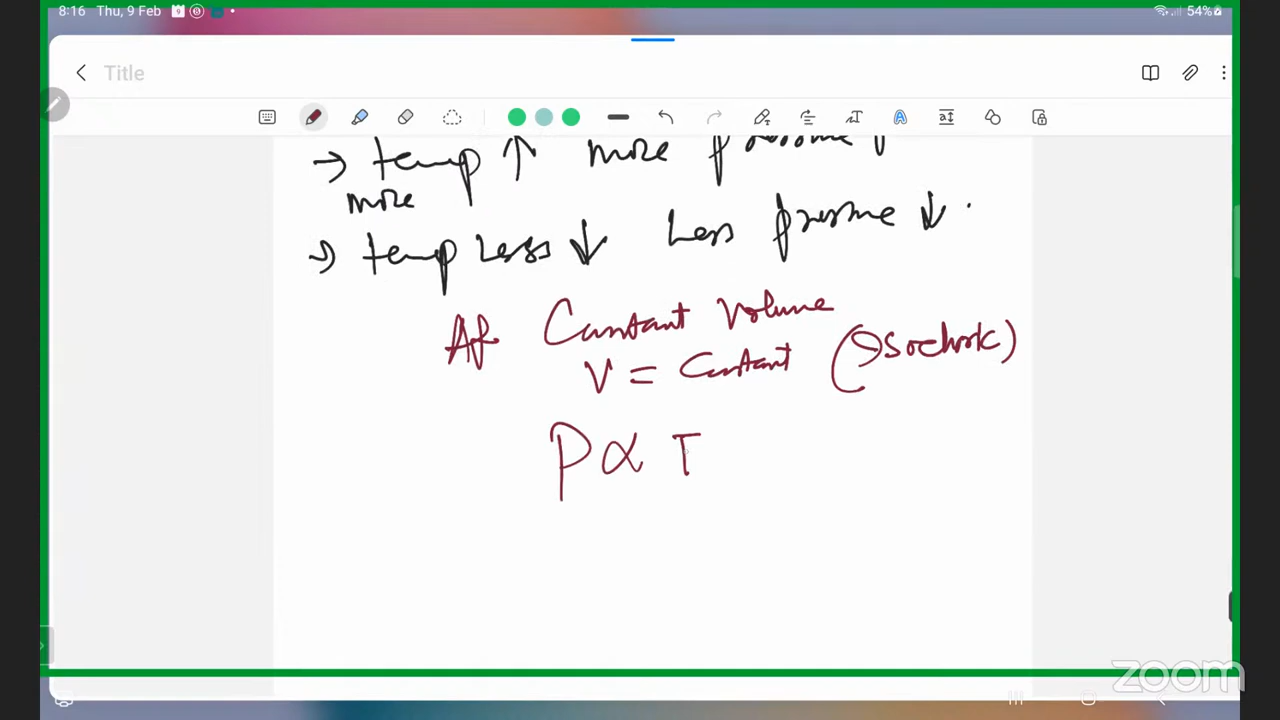 8:16 Thu, 9 Feb
54%
Title
→ temp ↑ more pressure
more
→ temp Less ↓ Less pressure ↓ .
At Constant Volume
V = Constant (Isochoric)
P α T
zoom